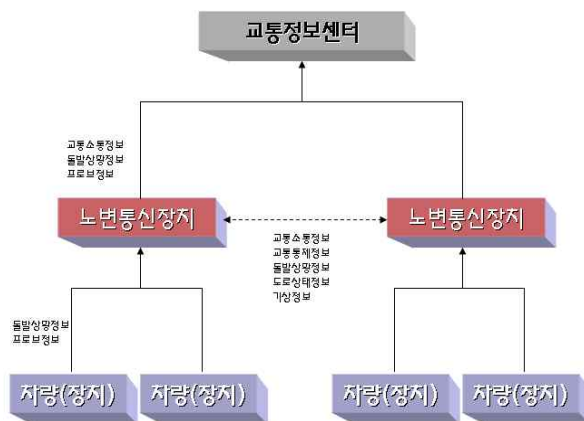 교통정보센터
교통소통정보
돌발상황정보
프로브정보
노변통신장치
노변통신장치
교통소통정보
교통통제정보
돌발상황정보
도로상태정보
기상정보
돌발상황정보
프로브정보
차량(장치)
차량(장치)
차량(장치)
차량(장치)